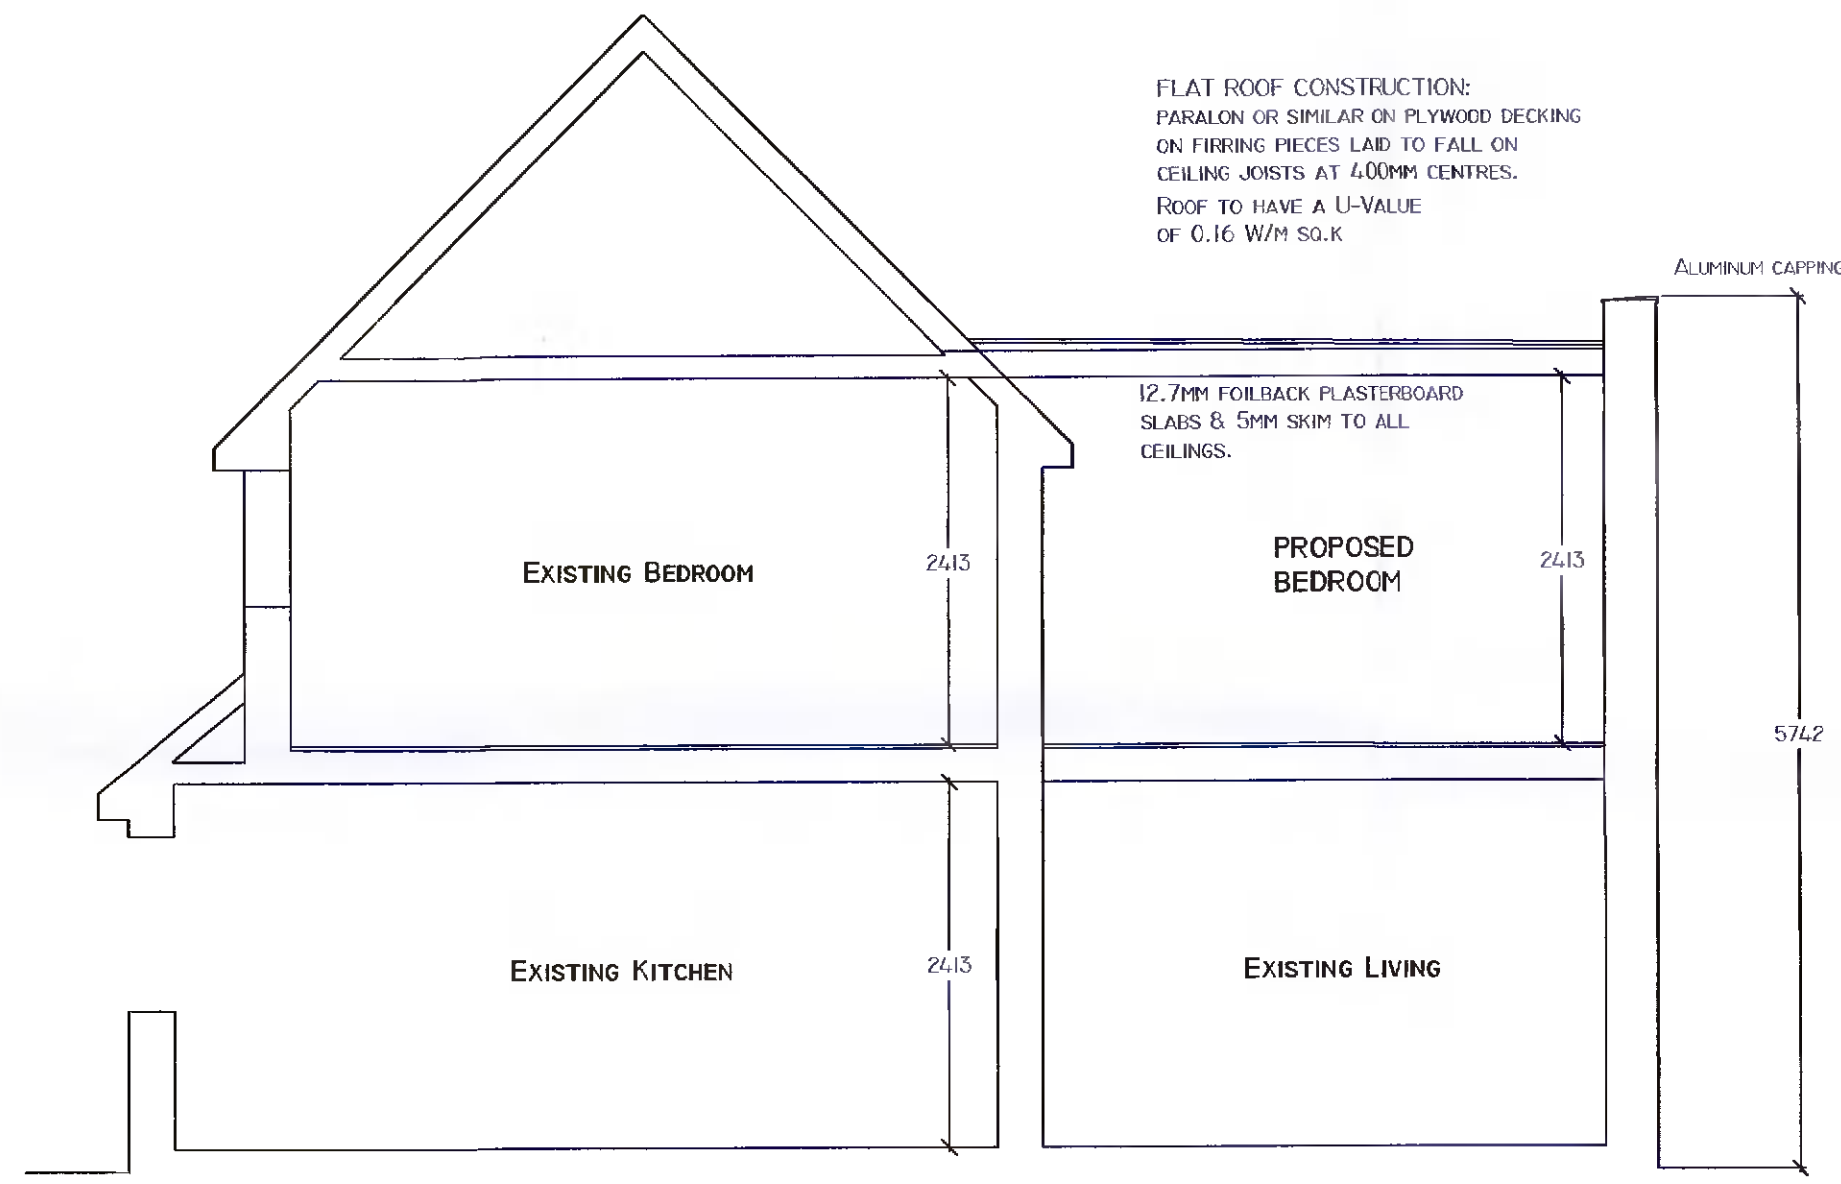 FLAT ROOF CONSTRUCTION:
PARALON OR SIMILAR ON PLYWOOD DECKING
ON FIRRING PIECES LAID TO FALL ON
CEILING JOISTS AT 400MM CENTRES.
ROOF TO HAVE A U-VALUE
OF 0.16 W/M SQ.K
ALUMINUM CAPPING
12.7MM FOILBACK PLASTERBOARD
SLABS & 5MM SKIM TO ALL
CEILINGS.
EXISTING BEDROOM
2413
PROPOSED
BEDROOM
2413
5742
EXISTING KITCHEN
2413
EXISTING LIVING